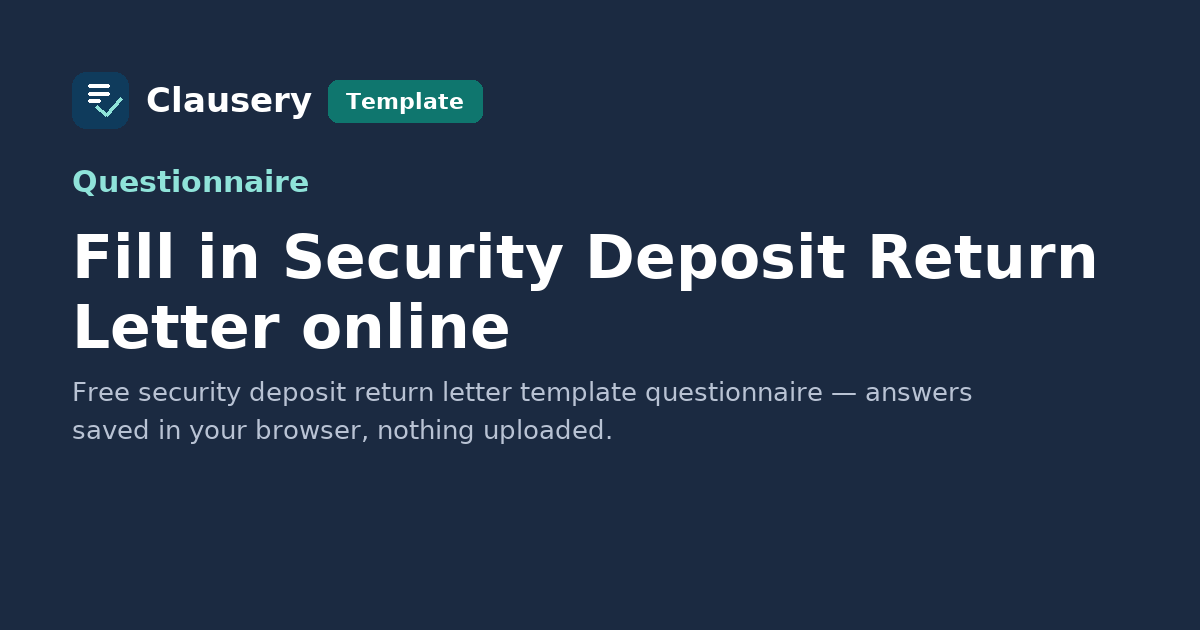 Clausery
Template
Questionnaire
Fill in Security Deposit Return
Letter online
Free security deposit return letter template questionnaire — answers
saved in your browser, nothing uploaded.